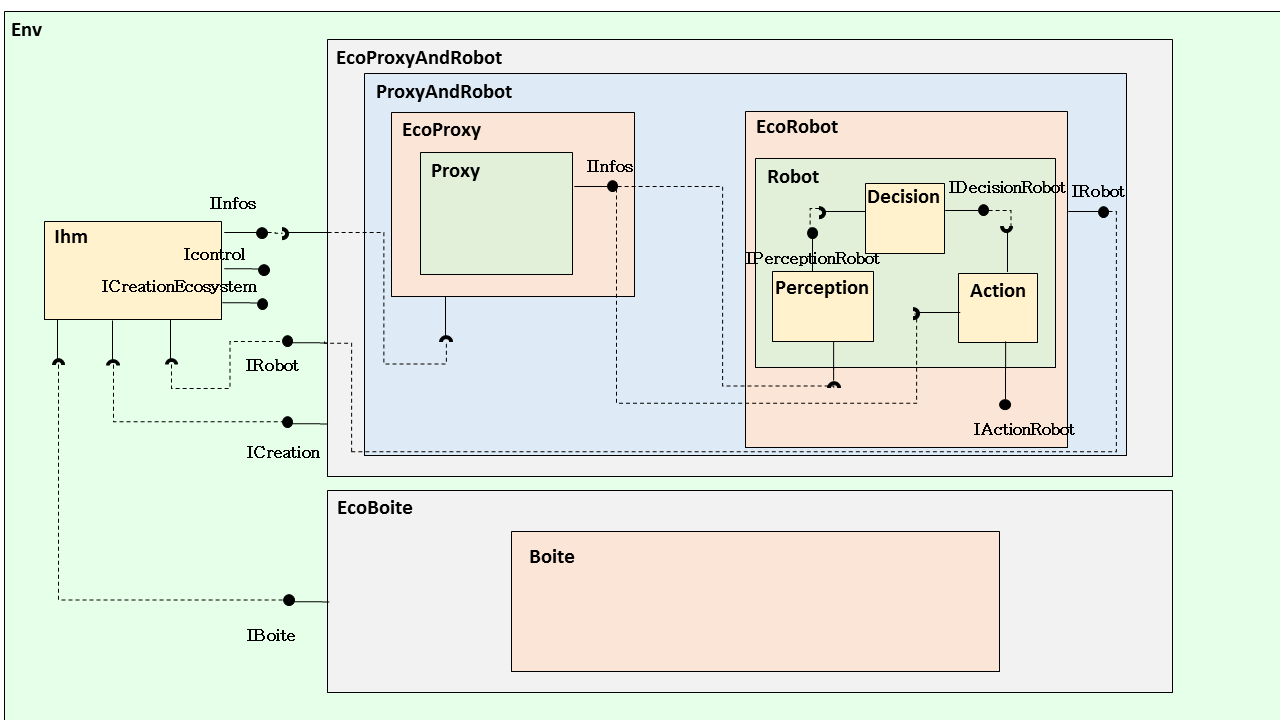 Env
EcoProxyAndRobot
ProxyAndRobot
EcoProxy
EcoRobot
Proxy
IInfos
Robot
Decision
IDecisionRobot
IRobot
IInfos
Ihm
Icontrol
IPerceptionRobot
ICreationEcosystem
Perception
Action
IRobot
IActionRobot
ICreation
EcoBoite
Boite
IBoite